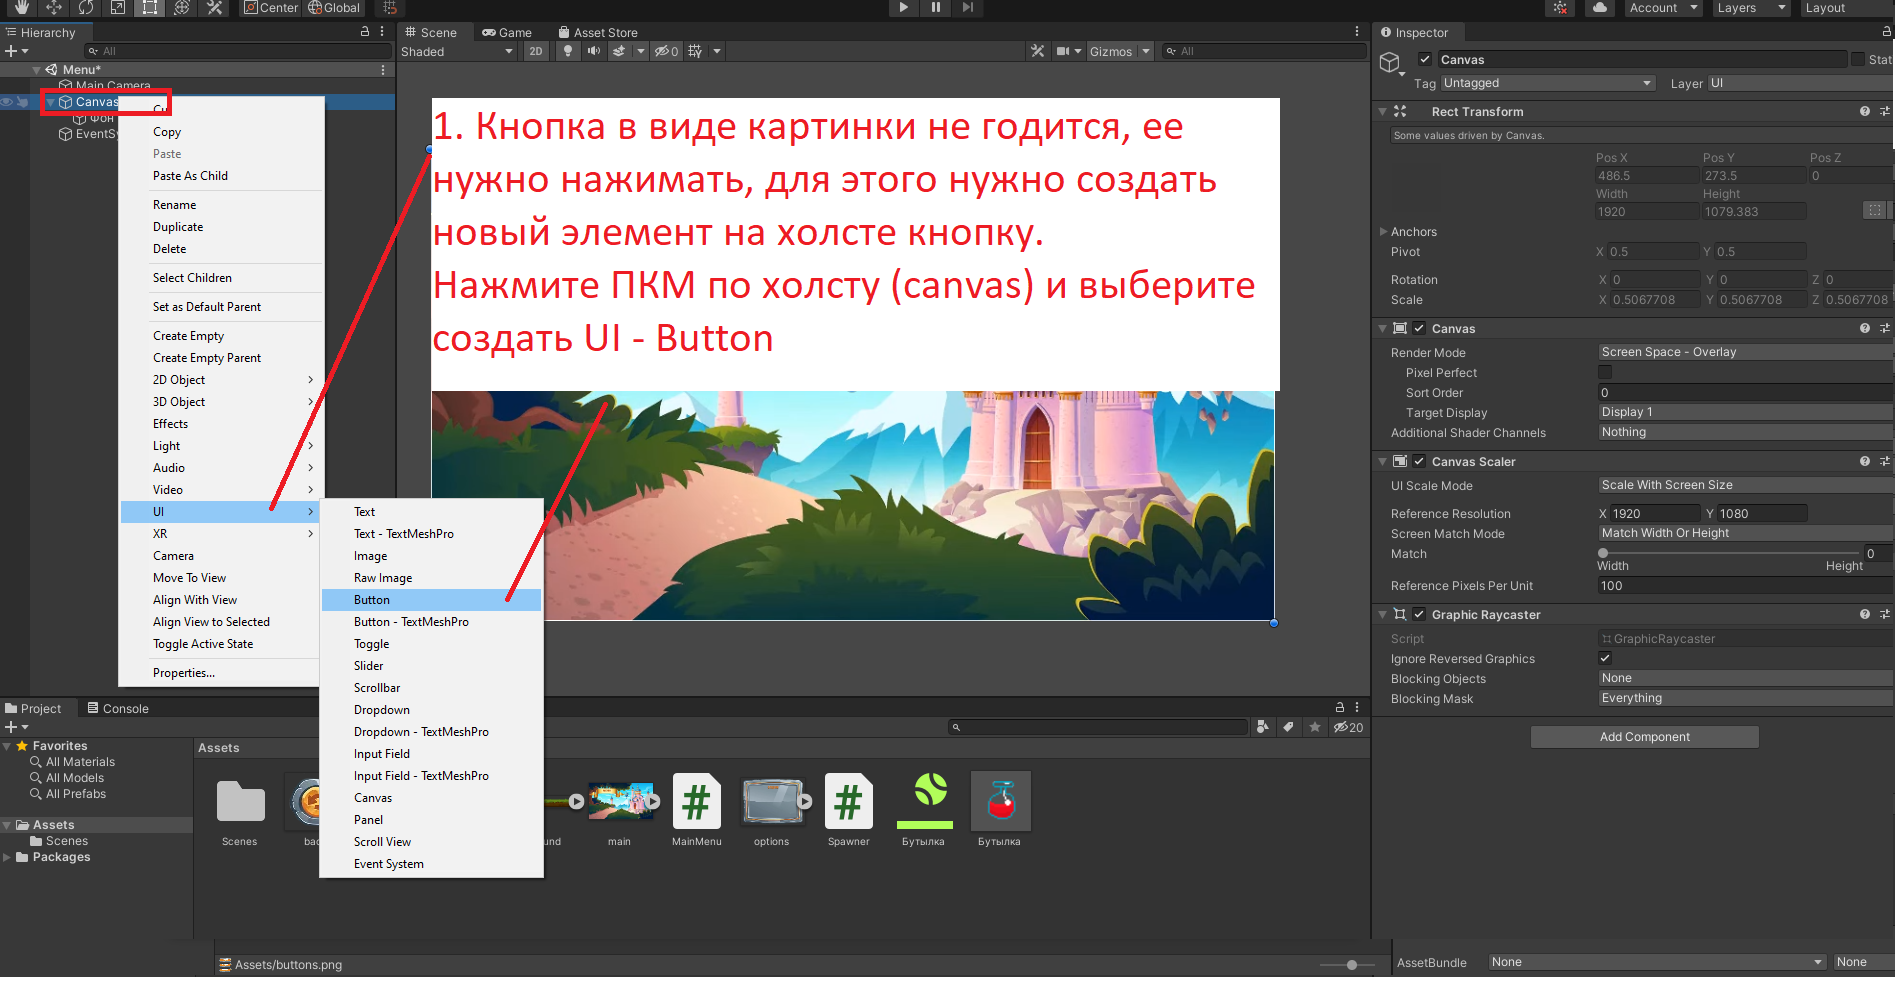 Center
Global
Account
Layers
Layout
Hierarchy
All
Menu*
Main Camera
Canvas
Фон
EventSy
Cu
Copy
Paste
Paste As Child
Rename
Duplicate
Delete
Select Children
Set as Default Parent
Create Empty
Create Empty Parent
2D Object
3D Object
Effects
Light
Audio
Video
UI
XR
Camera
Move To View
Align With View
Align View to Selected
Toggle Active State
Properties...
Text
Text - TextMeshPro
Image
Raw Image
Button
Button - TextMeshPro
Toggle
Slider
Scrollbar
Dropdown
Dropdown - TextMeshPro
Input Field
Input Field - TextMeshPro
Canvas
Panel
Scroll View
Event System
Scene
Game
Asset Store
Shaded
2D
0
Gizmos
All
1. Кнопка в виде картинки не годится, ее
нужно нажимать, для этого нужно создать
новый элемент на холсте кнопку.
Нажмите ПКМ по холсту (canvas) и выберите
создать UI - Button
Inspector
Canvas
Stat
Tag Untagged
Layer UI
Rect Transform
Some values driven by Canvas.
Pos X Pos Y Pos Z
486.5 273.5 0
Width Height
1920 1079.383
Anchors
Pivot X 0.5 Y 0.5
Rotation X 0 Y 0 Z 0
Scale X 0.5067708 Y 0.5067708 Z 0.5067708
Canvas
Render Mode Screen Space - Overlay
Pixel Perfect
Sort Order 0
Target Display Display 1
Additional Shader Channels Nothing
Canvas Scaler
UI Scale Mode Scale With Screen Size
Reference Resolution X 1920 Y 1080
Screen Match Mode Match Width Or Height
Match 0
Width Height
Reference Pixels Per Unit 100
Graphic Raycaster
Script GraphicRaycaster
Ignore Reversed Graphics
Blocking Objects None
Blocking Mask Everything
Add Component
Project
Console
20
Favorites
All Materials
All Models
All Prefabs
Assets
Scenes
Packages
Assets
Scenes
bac
und
main
MainMenu
options
Spawner
Бутылка
Бутылка
Assets/buttons.png
AssetBundle None None